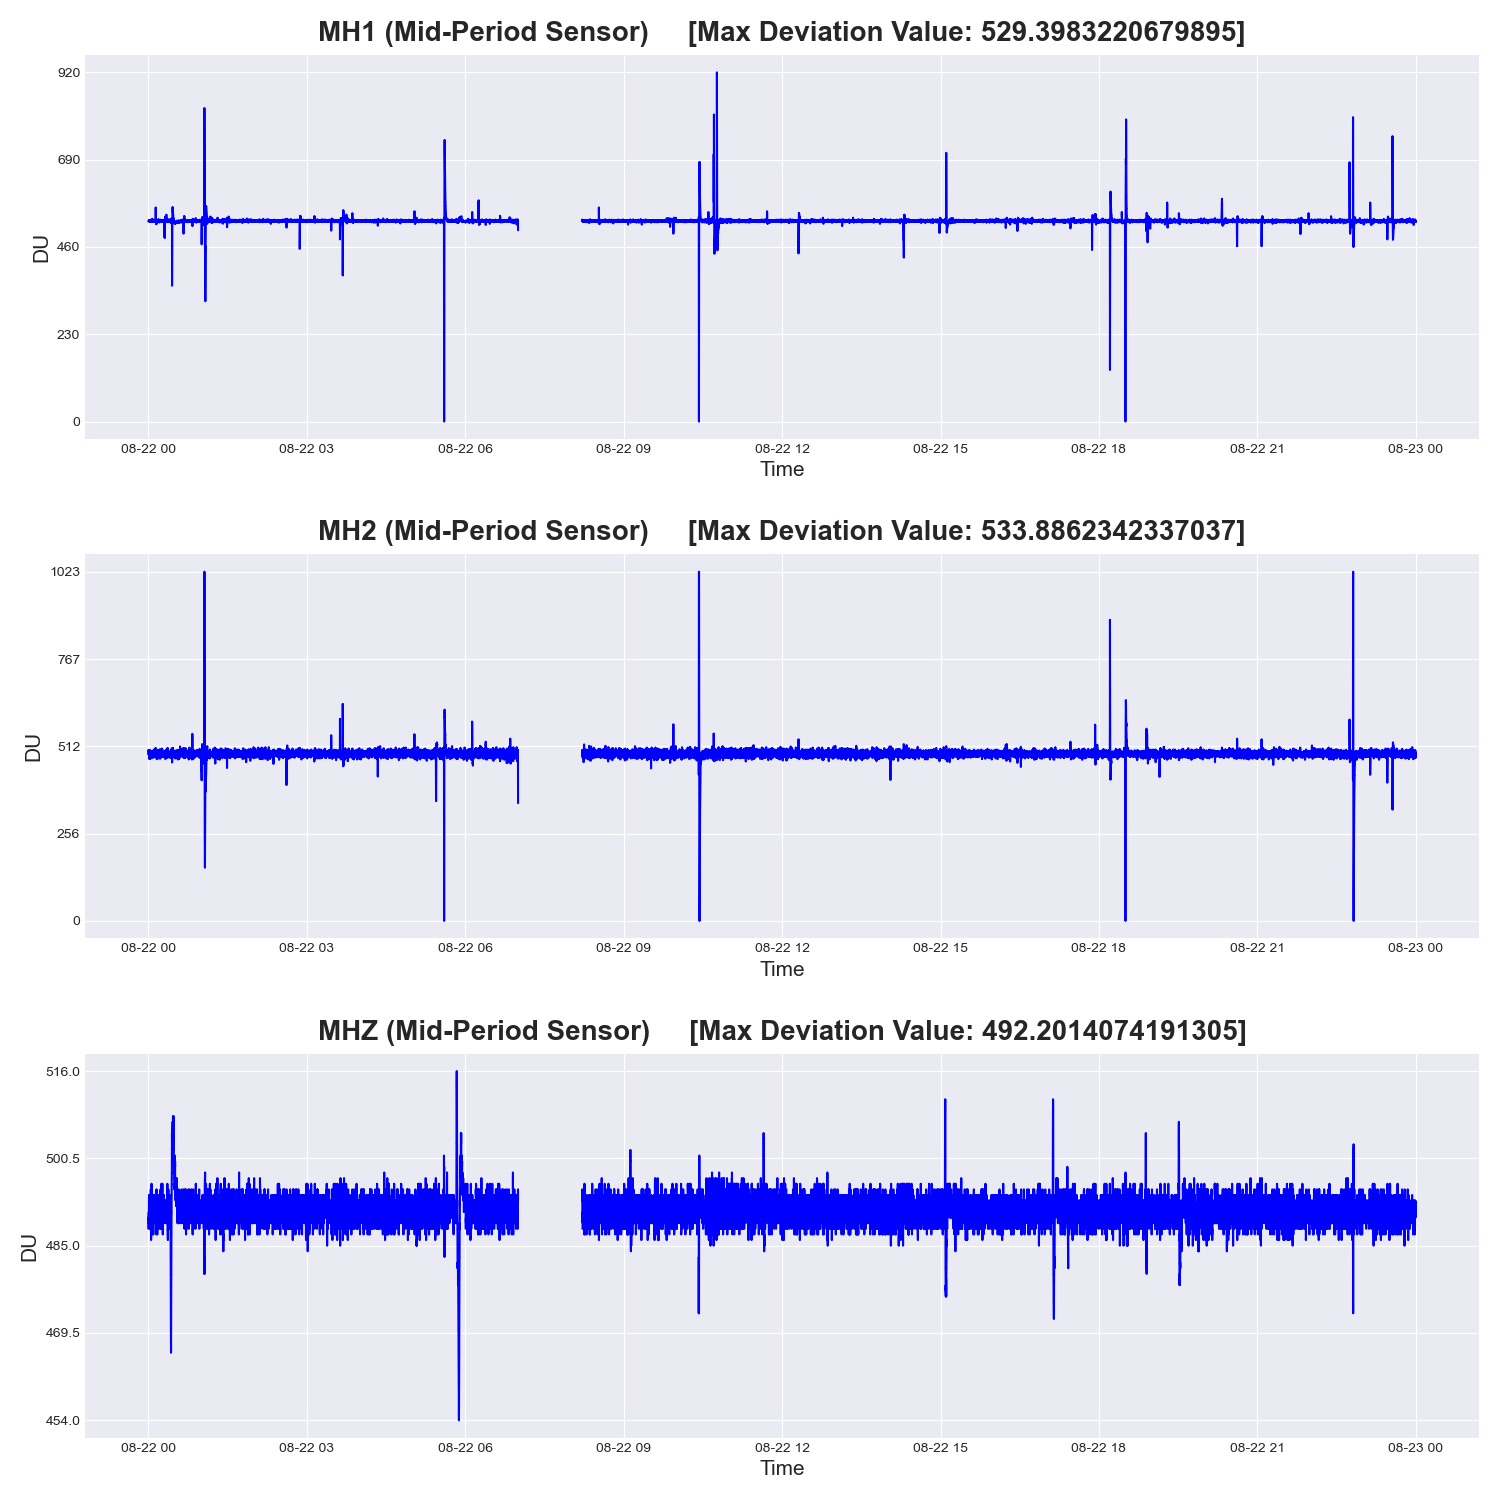 MH1 (Mid-Period Sensor) [Max Deviation Value: 529.3983220679895]
920
690
460
230
0
DU
08-22 00 08-22 03 08-22 06 08-22 09 08-22 12 08-22 15 08-22 18 08-22 21 08-23 00
Time
MH2 (Mid-Period Sensor) [Max Deviation Value: 533.8862342337037]
1023
767
512
256
0
DU
08-22 00 08-22 03 08-22 06 08-22 09 08-22 12 08-22 15 08-22 18 08-22 21 08-23 00
Time
MHZ (Mid-Period Sensor) [Max Deviation Value: 492.2014074191305]
516.0
500.5
485.0
469.5
454.0
DU
08-22 00 08-22 03 08-22 06 08-22 09 08-22 12 08-22 15 08-22 18 08-22 21 08-23 00
Time